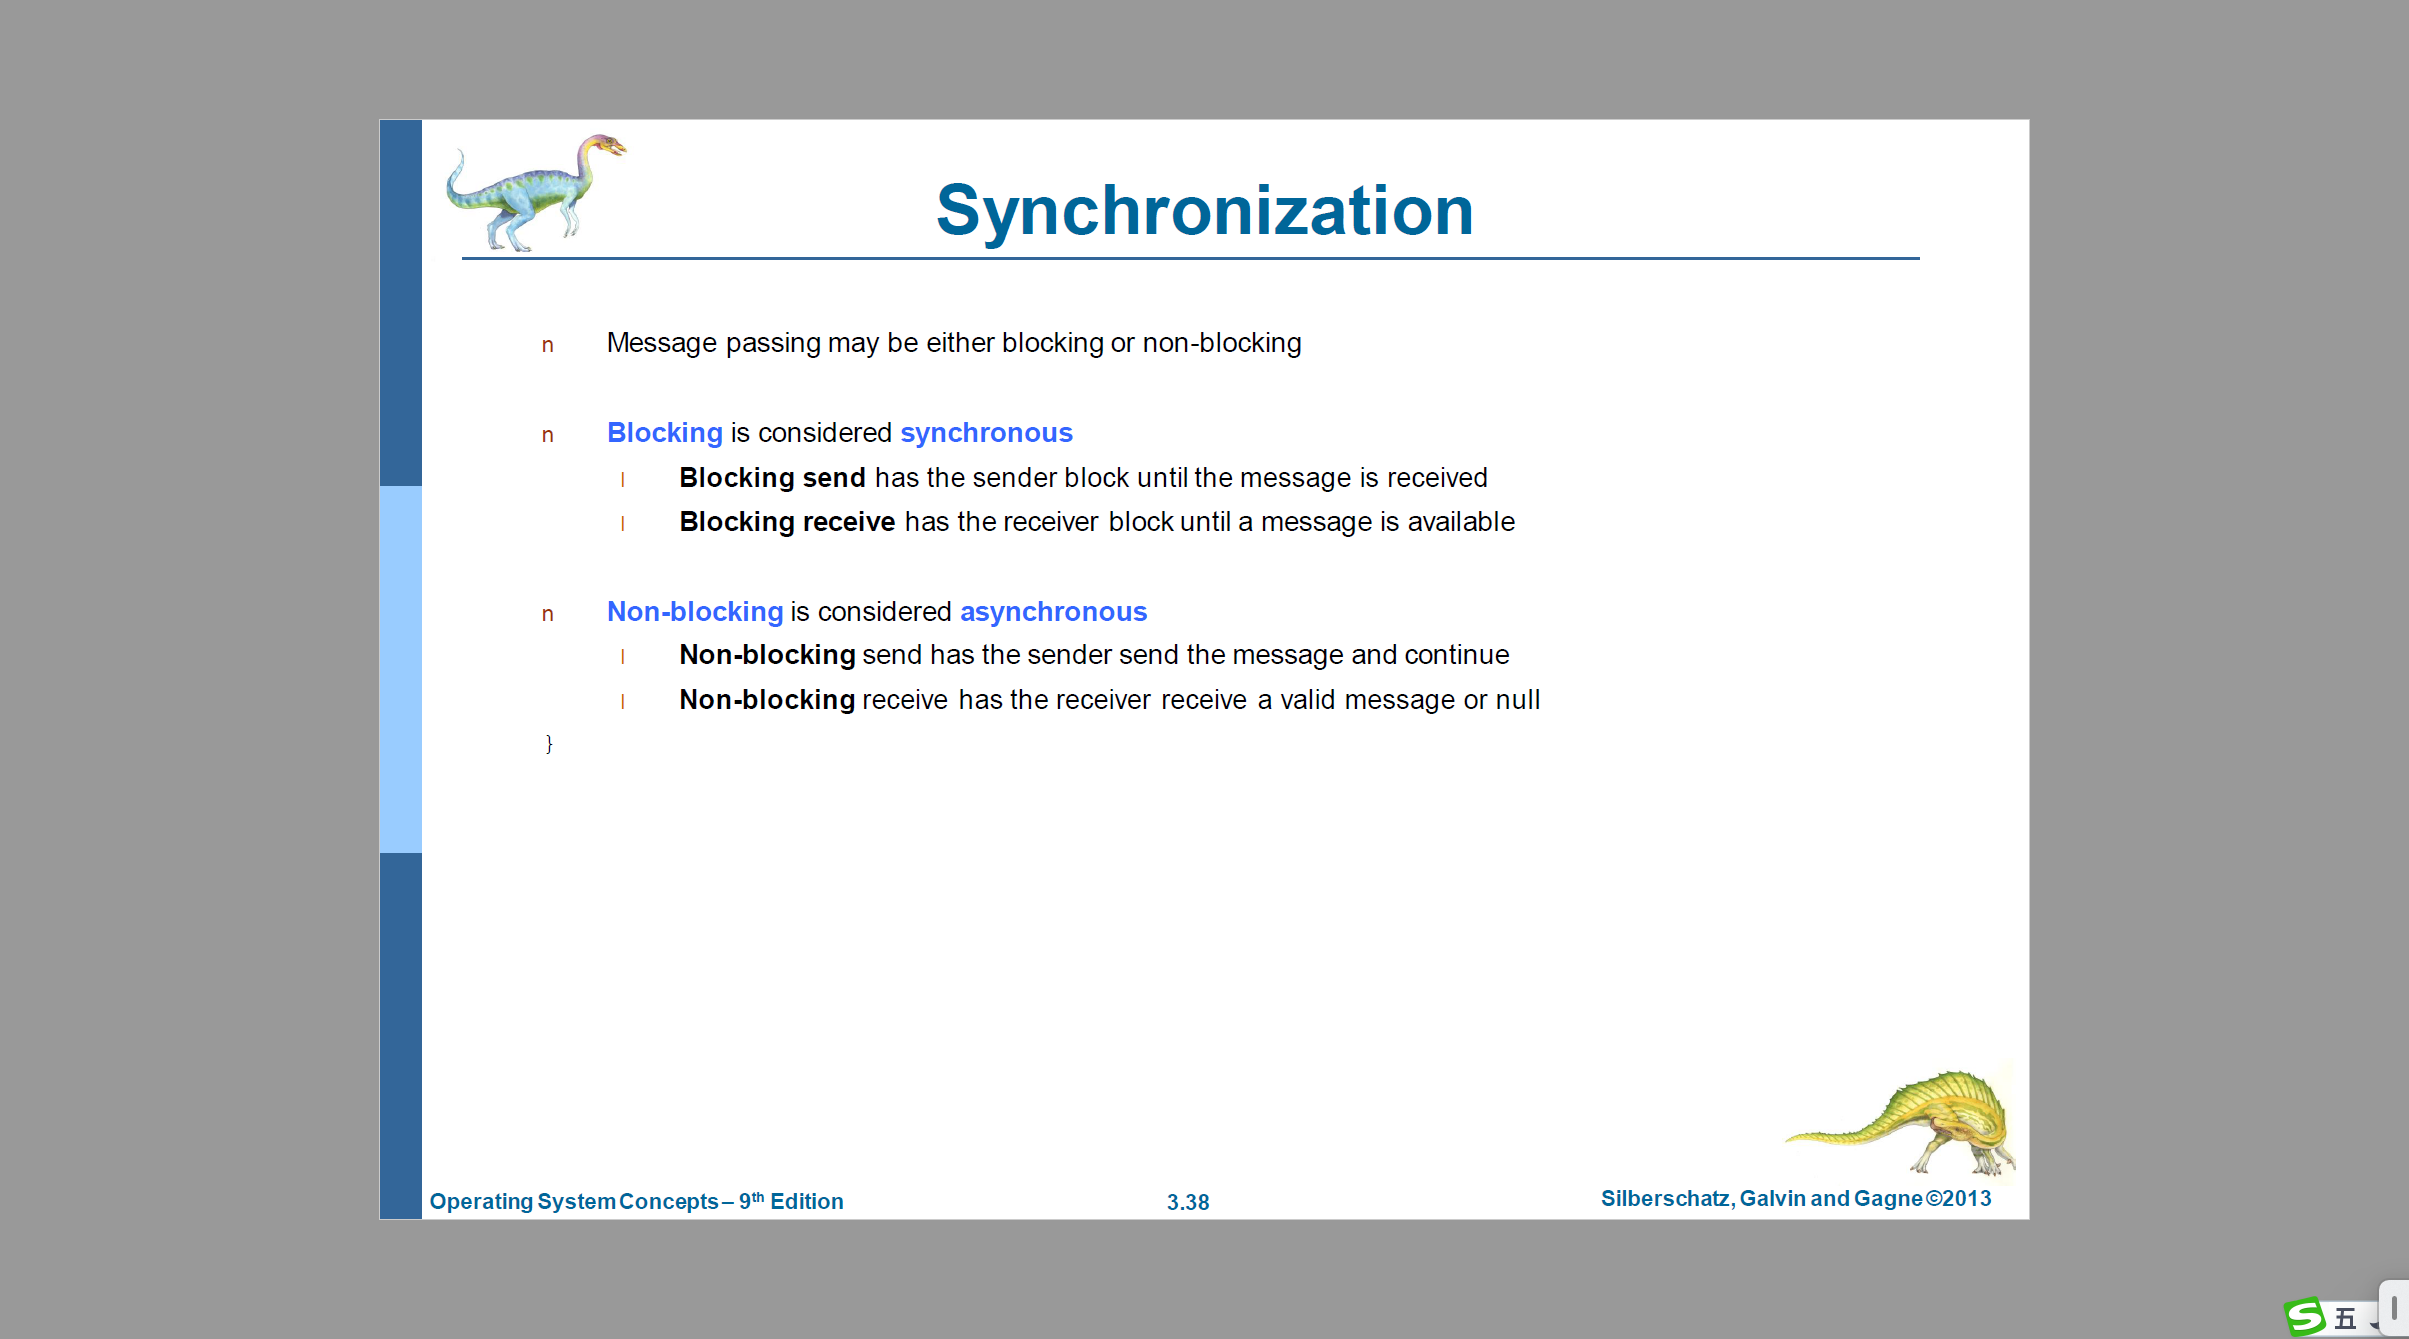 Synchronization
n Message passing may be either blocking or non-blocking
n Blocking is considered synchronous
l Blocking send has the sender block until the message is received
l Blocking receive has the receiver block until a message is available
n Non-blocking is considered asynchronous
l Non-blocking send has the sender send the message and continue
l Non-blocking receive has the receiver receive a valid message or null
}
Operating System Concepts – 9th Edition
3.38
Silberschatz, Galvin and Gagne ©2013
S 五